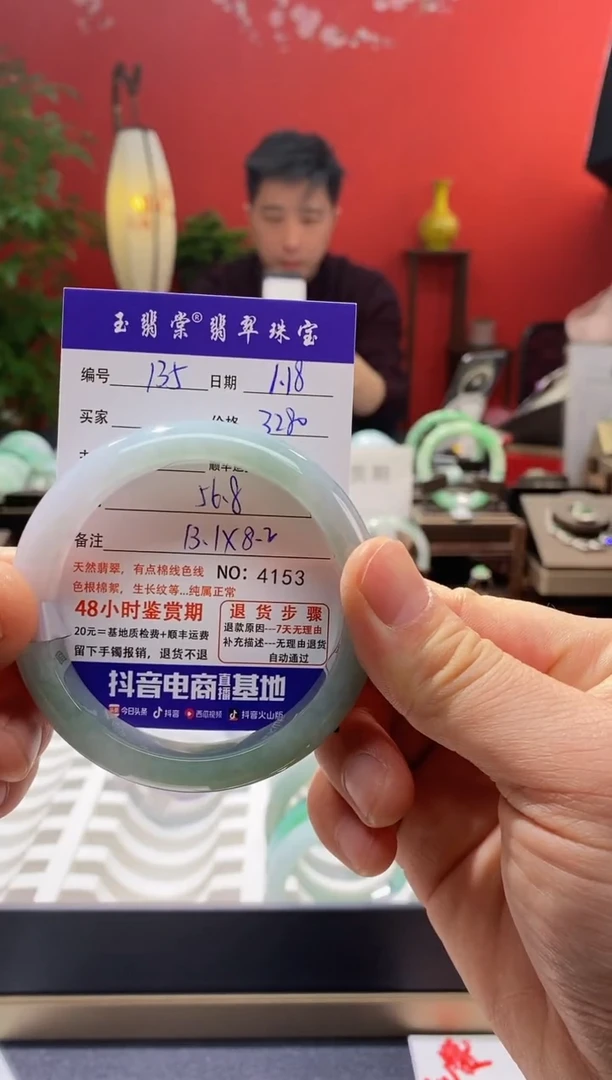 玉翡棠®翡翠珠宝
编号 135 日期 1.18
买家 价格 3280
56.8
备注 13.1X8-2
天然翡翠，有点棉线色线 NO：4153
色根棉絮，生长纹等...纯属正常
48小时鉴赏期
20元=基地质检费+顺丰运费
留下手镯报销，退货不退
退货步骤
退款原因---7天无理由
补充描述---无理由退货
自动通过
抖音电商直播基地
今日头条 抖音 西瓜视频 抖音火山版